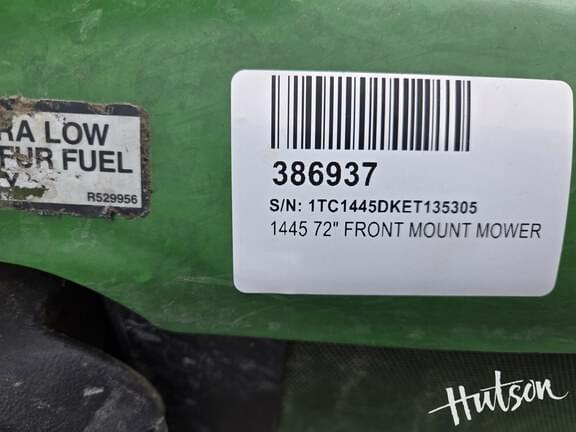 RA LOW
FUR FUEL
Y
R529956
386937
S/N: 1TC1445DKET135305
1445 72" FRONT MOUNT MOWER
Hutson